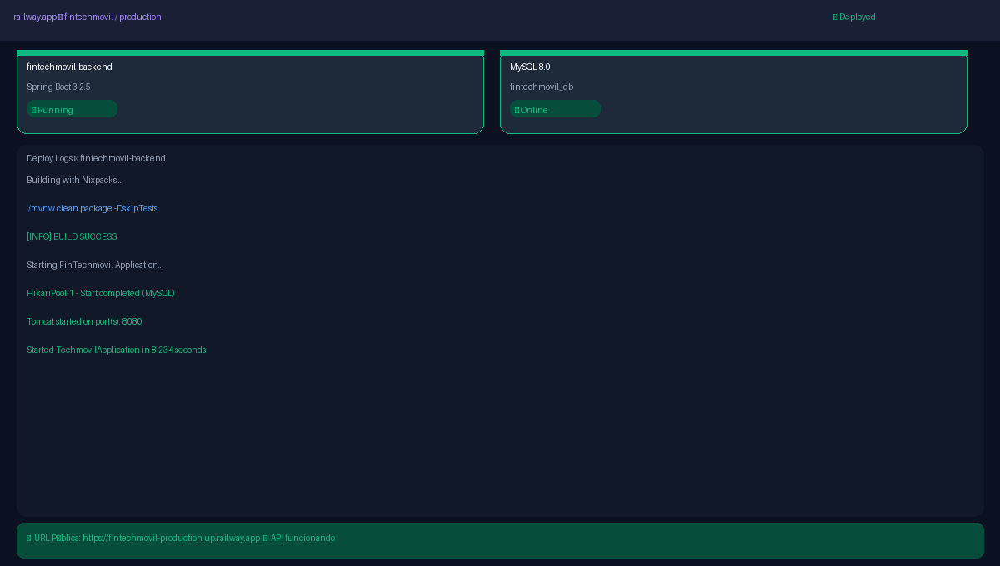 railway.app ▯ fintechmovil / production
▯ Deployed
fintechmovil-backend
Spring Boot 3.2.5
▯ Running
MySQL 8.0
fintechmovil_db
▯ Online
Deploy Logs ▯ fintechmovil-backend
Building with Nixpacks...
./mvnw clean package -DskipTests
[INFO] BUILD SUCCESS
Starting FinTechmovil Application...
HikariPool-1 - Start completed (MySQL)
Tomcat started on port(s): 8080
Started TechmovilApplication in 8.234 seconds
▯ URL P▯blica: https://fintechmovil-production.up.railway.app ▯ API funcionando